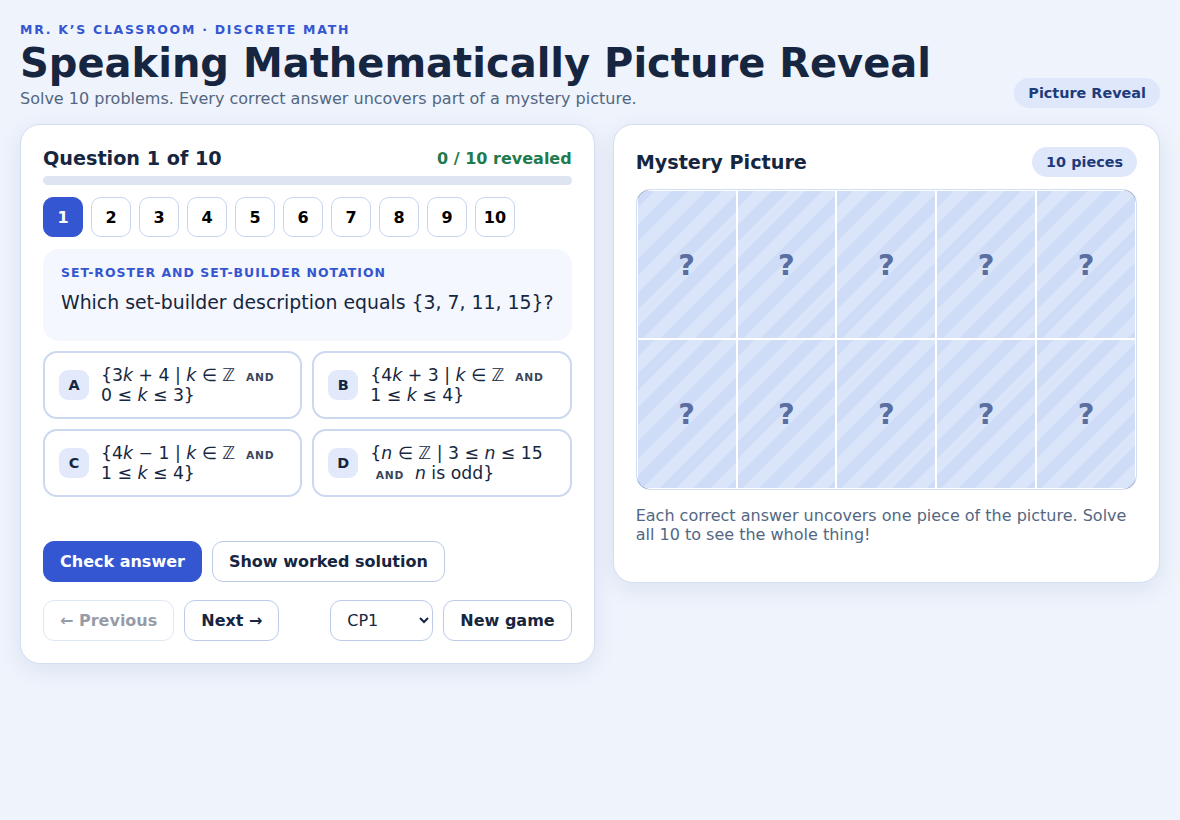 MR. K’S CLASSROOM · DISCRETE MATH
Speaking Mathematically Picture Reveal
Solve 10 problems. Every correct answer uncovers part of a mystery picture.
Picture Reveal
Question 1 of 10
0 / 10 revealed
1 2 3 4 5 6 7 8 9 10
SET-ROSTER AND SET-BUILDER NOTATION
Which set-builder description equals {3, 7, 11, 15}?
A
{3k + 4 | k ∈ ℤ AND
0 ≤ k ≤ 3}
B
{4k + 3 | k ∈ ℤ AND
1 ≤ k ≤ 4}
C
{4k − 1 | k ∈ ℤ AND
1 ≤ k ≤ 4}
D
{n ∈ ℤ | 3 ≤ n ≤ 15
AND n is odd}
Check answer
Show worked solution
← Previous
Next →
CP1
New game
Mystery Picture
10 pieces
? ? ? ? ?
? ? ? ? ?
Each correct answer uncovers one piece of the picture. Solve
all 10 to see the whole thing!